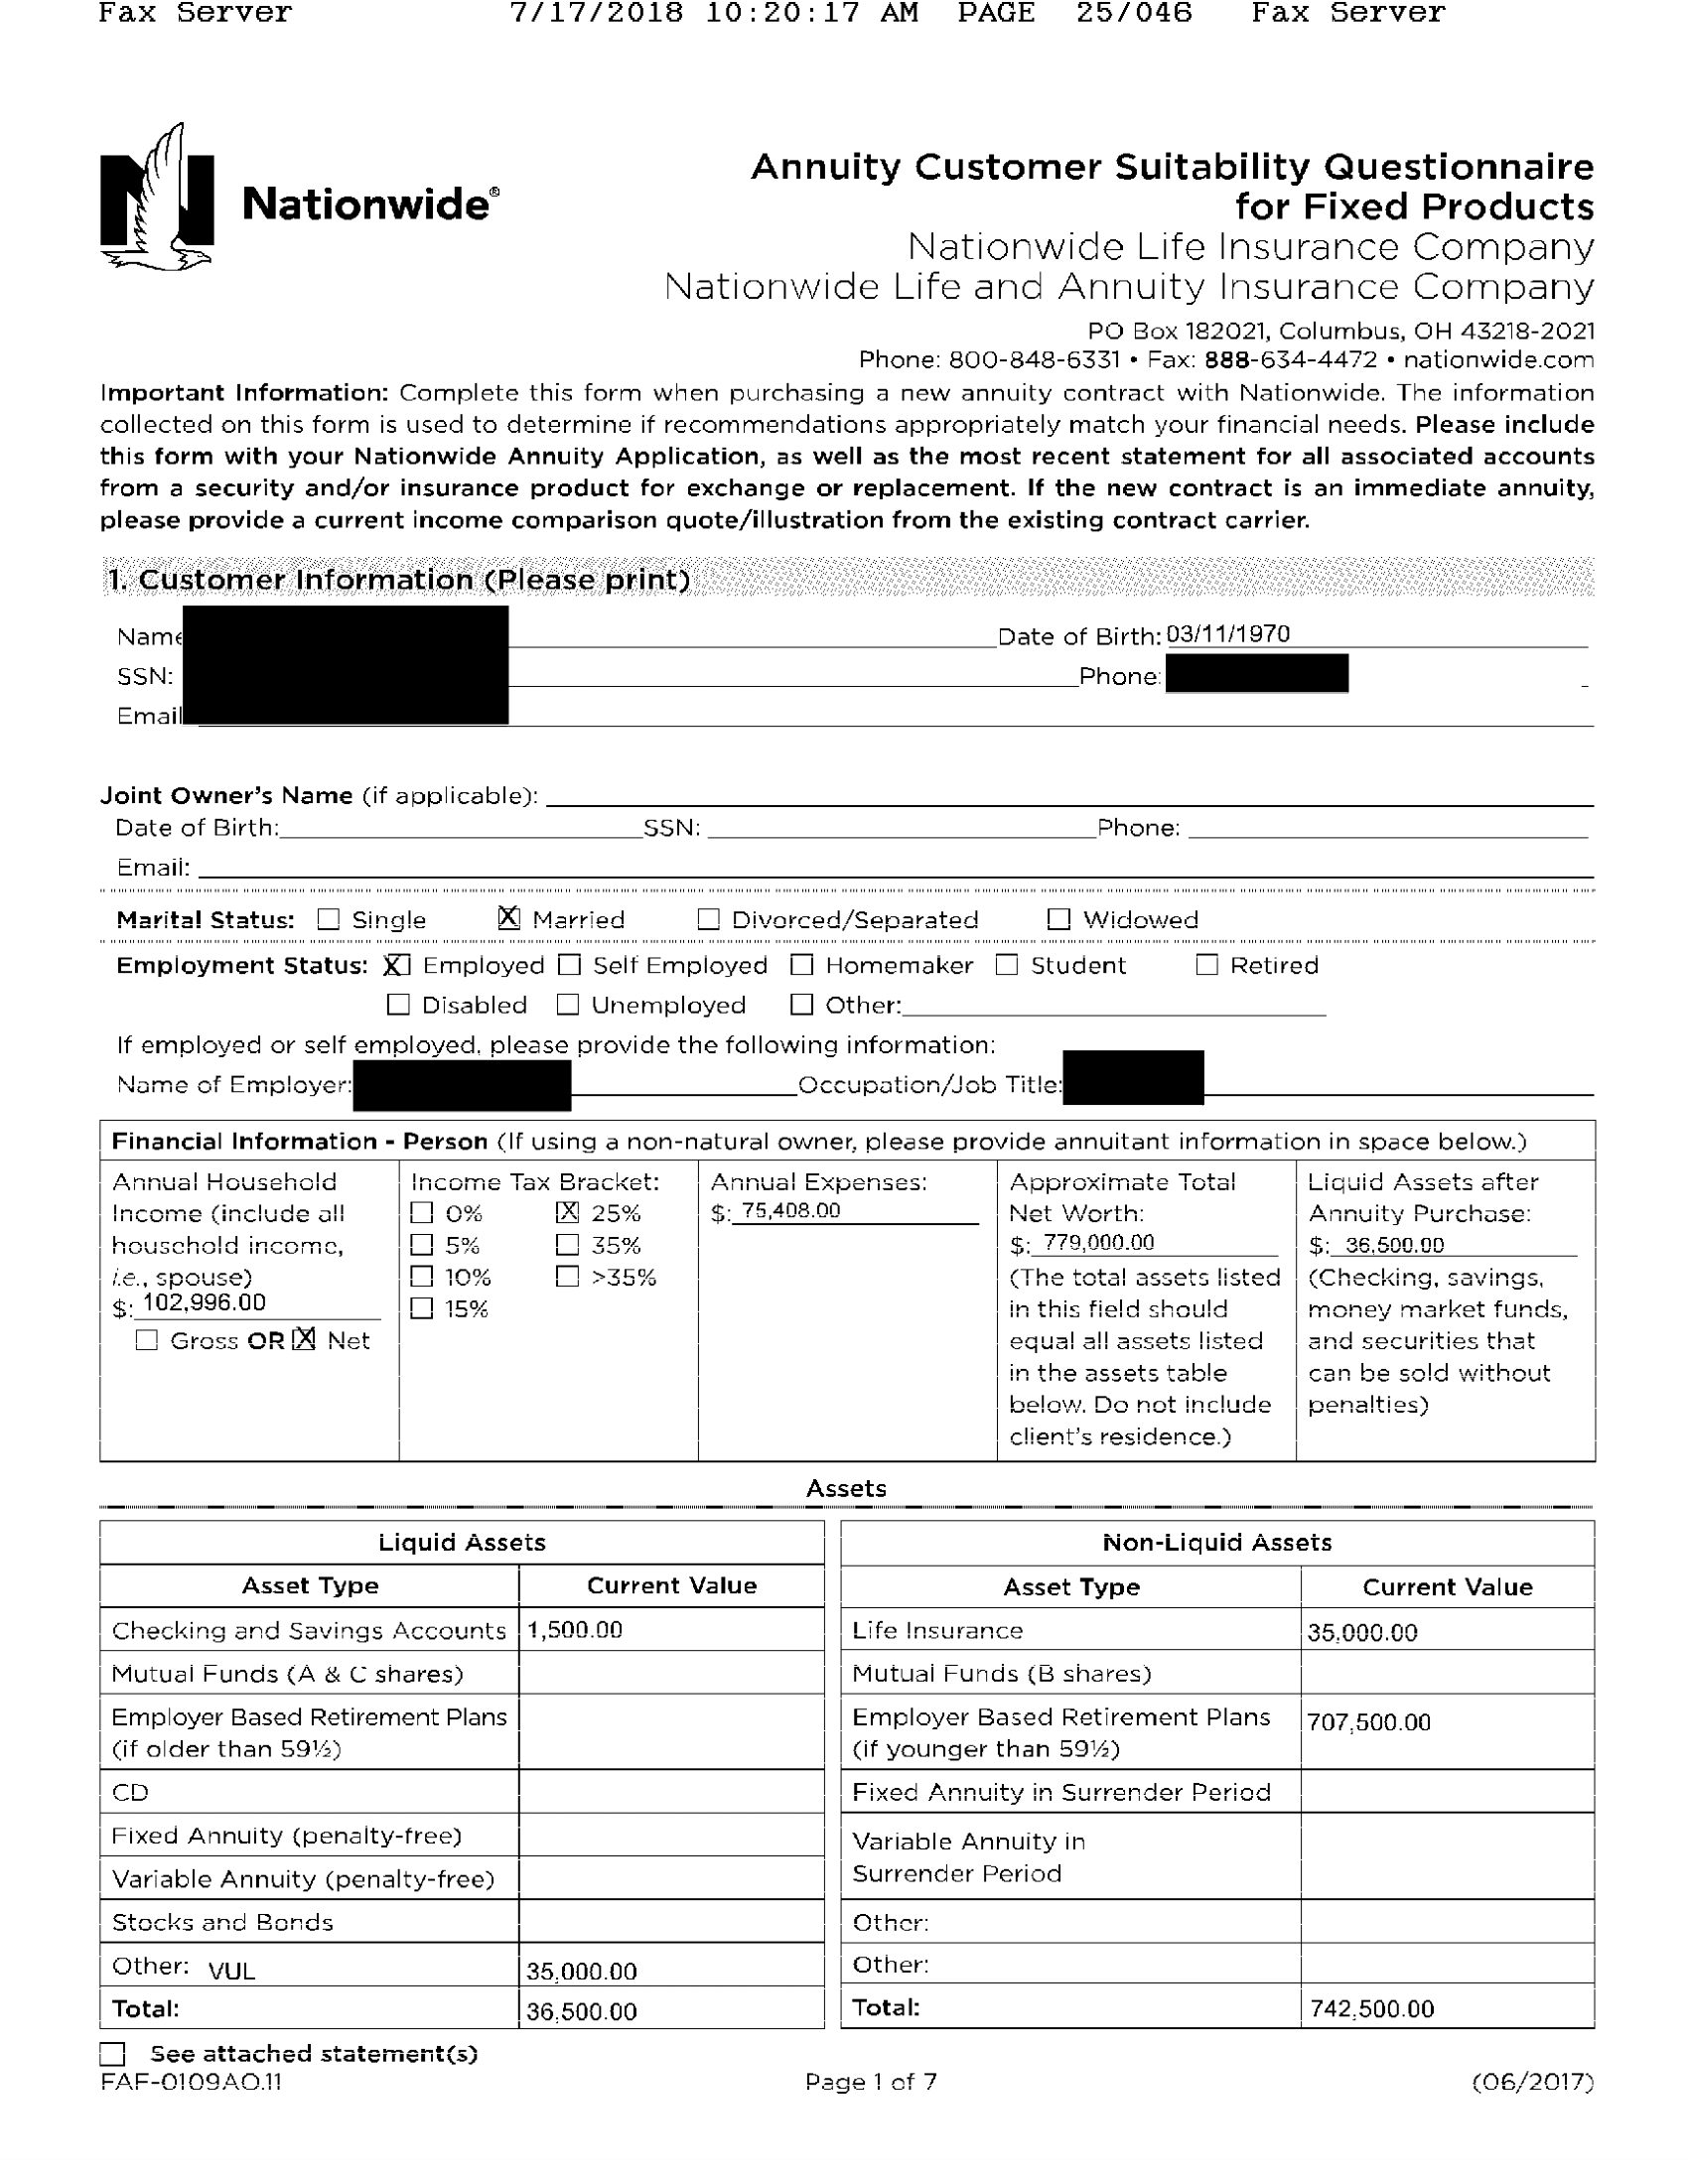 Fax Server 7/17/2018 10:20:17 AM PAGE 25/046 Fax Server
Nationwide®
Annuity Customer Suitability Questionnaire
for Fixed Products
Nationwide Life Insurance Company
Nationwide Life and Annuity Insurance Company
PO Box 182021, Columbus, OH 43218-2021
Phone: 800-848-6331 • Fax: 888-634-4472 • nationwide.com
Important Information: Complete this form when purchasing a new annuity contract with Nationwide. The information
collected on this form is used to determine if recommendations appropriately match your financial needs. Please include
this form with your Nationwide Annuity Application, as well as the most recent statement for all associated accounts
from a security and/or insurance product for exchange or replacement. If the new contract is an immediate annuity,
please provide a current income comparison quote/illustration from the existing contract carrier.
1. Customer Information (Please print)
Name Date of Birth: 03/11/1970
SSN: Phone:
Email
Joint Owner's Name (if applicable):
Date of Birth: SSN: Phone:
Email:
Marital Status: ☐ Single ☒ Married ☐ Divorced/Separated ☐ Widowed
Employment Status: ☒ Employed ☐ Self Employed ☐ Homemaker ☐ Student ☐ Retired
☐ Disabled ☐ Unemployed ☐ Other:
If employed or self employed, please provide the following information:
Name of Employer: Occupation/Job Title:
Financial Information - Person (If using a non-natural owner, please provide annuitant information in space below.)
Annual Household
Income (include all
household income,
i.e., spouse)
$: 102,996.00
☐ Gross OR ☒ Net
Income Tax Bracket:
☐ 0% ☒ 25%
☐ 5% ☐ 35%
☐ 10% ☐ >35%
☐ 15%
Annual Expenses:
$: 75,408.00
Approximate Total
Net Worth:
$: 779,000.00
(The total assets listed
in this field should
equal all assets listed
in the assets table
below. Do not include
client's residence.)
Liquid Assets after
Annuity Purchase:
$: 36,500.00
(Checking, savings,
money market funds,
and securities that
can be sold without
penalties)
Assets
Liquid Assets
Asset Type Current Value
Checking and Savings Accounts 1,500.00
Mutual Funds (A & C shares)
Employer Based Retirement Plans
(if older than 59½)
CD
Fixed Annuity (penalty-free)
Variable Annuity (penalty-free)
Stocks and Bonds
Other: VUL 35,000.00
Total: 36,500.00
Non-Liquid Assets
Asset Type Current Value
Life Insurance 35,000.00
Mutual Funds (B shares)
Employer Based Retirement Plans 707,500.00
(if younger than 59½)
Fixed Annuity in Surrender Period
Variable Annuity in
Surrender Period
Other:
Other:
Total: 742,500.00
☐ See attached statement(s)
FAF-0109AO.11 Page 1 of 7 (06/2017)